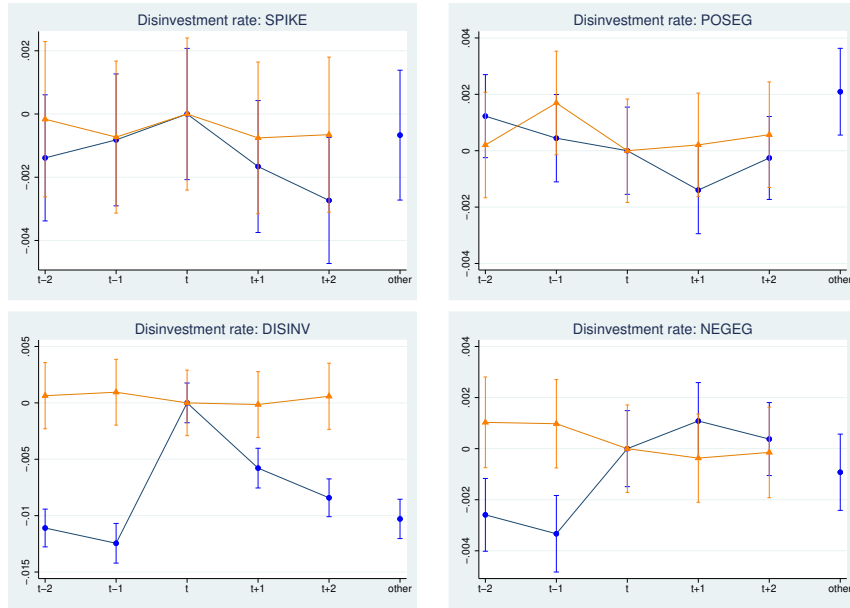 Disinvestment rate: SPIKE
.002
0
−.002
−.004
t−2 t−1 t t+1 t+2 other
Disinvestment rate: POSEG
.004
.002
0
−.002
−.004
t−2 t−1 t t+1 t+2 other
Disinvestment rate: DISINV
.005
0
−.005
−.01
−.015
t−2 t−1 t t+1 t+2 other
Disinvestment rate: NEGEG
.004
.002
0
−.002
−.004
t−2 t−1 t t+1 t+2 other